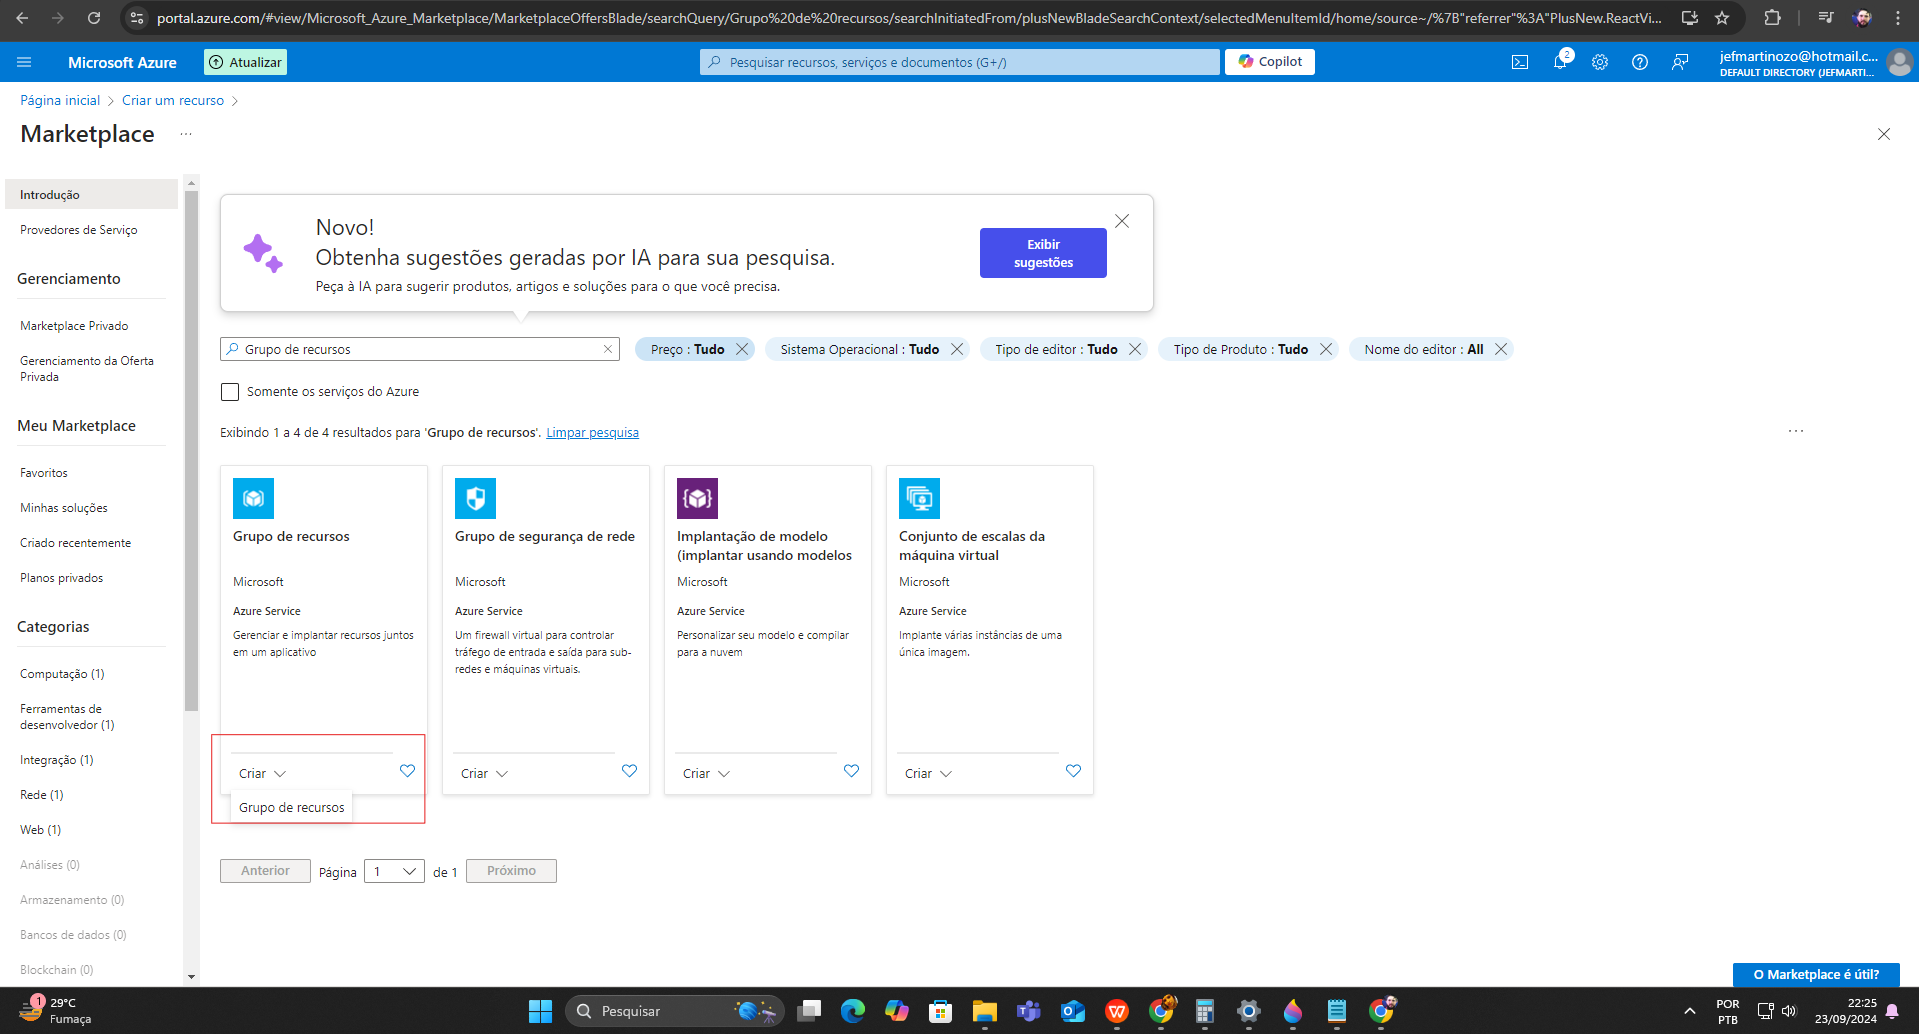 portal.azure.com/#view/Microsoft_Azure_Marketplace/MarketplaceOffersBlade/searchQuery/Grupo%20de%20recursos/searchInitiatedFrom/plusNewBladeSearchContext/selectedMenuItemId/home/source~/%7B"referrer"%3A"PlusNew.ReactVi...
Microsoft Azure
Atualizar
Pesquisar recursos, serviços e documentos (G+/)
Copilot
2
jefmartinozo@hotmail.c...
DEFAULT DIRECTORY (JEFMARTI...
Página inicial > Criar um recurso >
Marketplace ...
Introdução
Provedores de Serviço
Gerenciamento
Marketplace Privado
Gerenciamento da Oferta
Privada
Meu Marketplace
Favoritos
Minhas soluções
Criado recentemente
Planos privados
Categorias
Computação (1)
Ferramentas de
desenvolvedor (1)
Integração (1)
Rede (1)
Web (1)
Análises (0)
Armazenamento (0)
Bancos de dados (0)
Blockchain (0)
Novo!
Obtenha sugestões geradas por IA para sua pesquisa.
Peça à IA para sugerir produtos, artigos e soluções para o que você precisa.
Exibir
sugestões
Grupo de recursos
Preço : Tudo
Sistema Operacional : Tudo
Tipo de editor : Tudo
Tipo de Produto : Tudo
Nome do editor : All
Somente os serviços do Azure
Exibindo 1 a 4 de 4 resultados para 'Grupo de recursos'. Limpar pesquisa
...
Grupo de recursos
Microsoft
Azure Service
Gerenciar e implantar recursos juntos
em um aplicativo
Criar
Grupo de recursos
Grupo de segurança de rede
Microsoft
Azure Service
Um firewall virtual para controlar
tráfego de entrada e saída para sub-
redes e máquinas virtuais.
Criar
Implantação de modelo
(implantar usando modelos
Microsoft
Azure Service
Personalizar seu modelo e compilar
para a nuvem
Criar
Conjunto de escalas da
máquina virtual
Microsoft
Azure Service
Implante várias instâncias de uma
única imagem.
Criar
Anterior
Página
1
de 1
Próximo
O Marketplace é útil?
1
29°C
Fumaça
Pesquisar
POR
PTB
22:25
23/09/2024